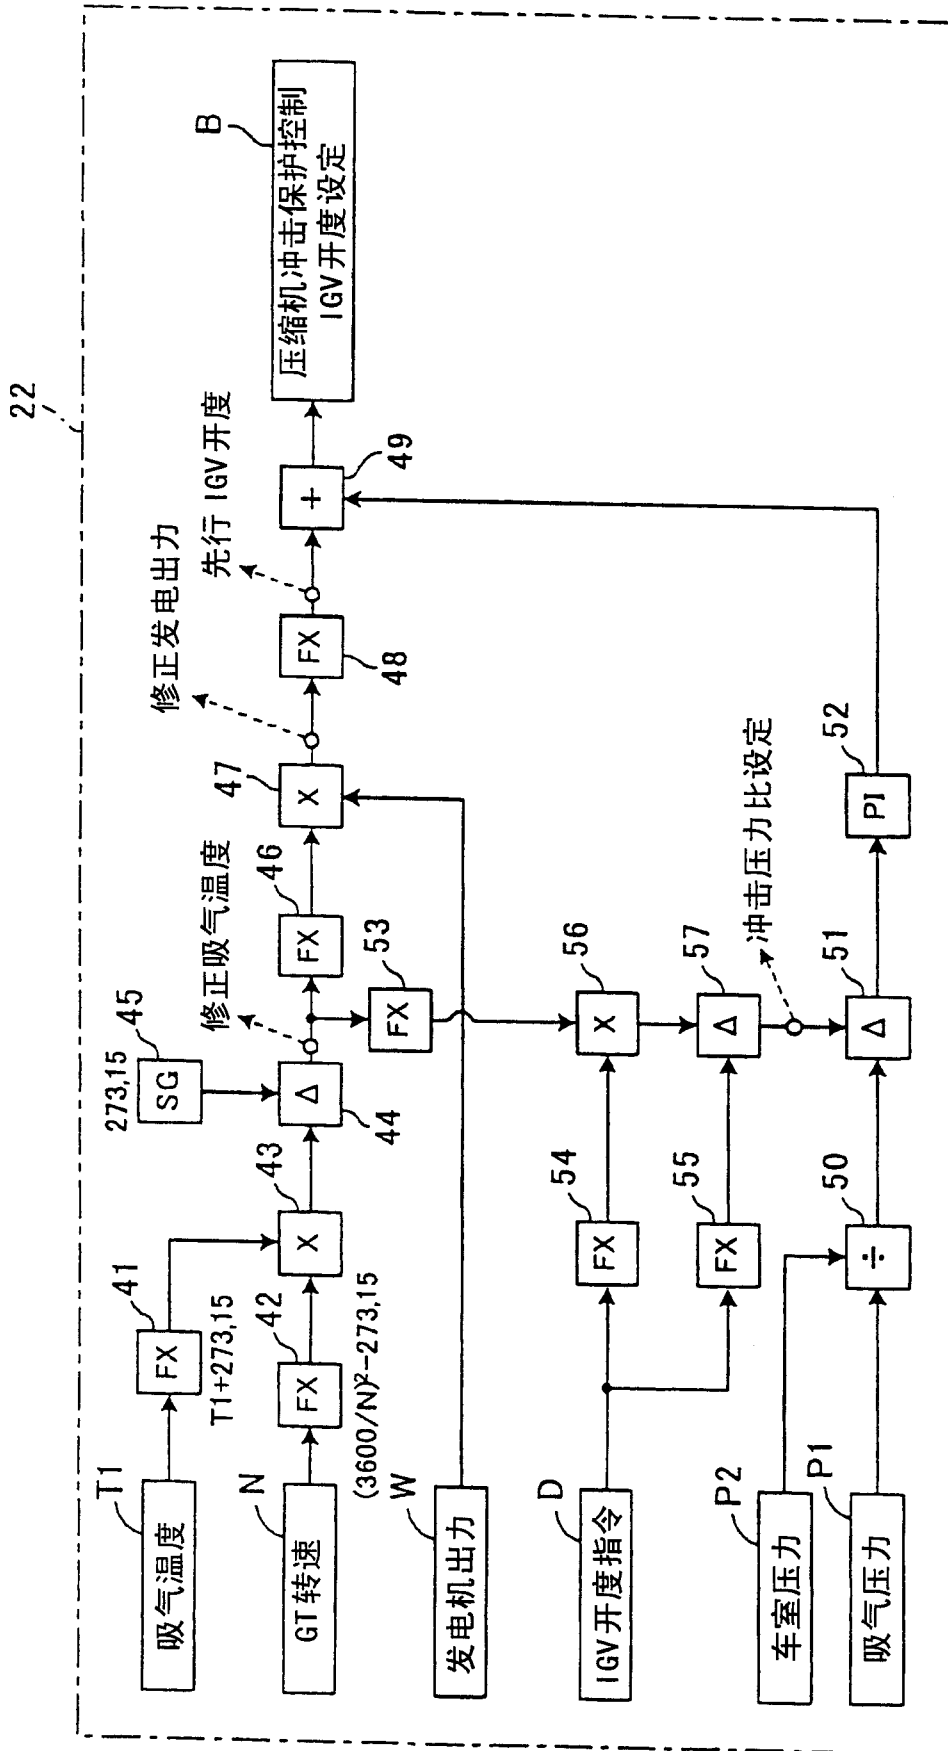 22
T1
吸气温度
41
FX
T1+273,15
N
GT转速
42
FX
(3600/N)²-273,15
43
X
273,15
45
SG
Δ
44
修正吸气温度
46
FX
53
FX
47
X
修正发电出力
FX
48
先行 IGV开度
+
49
B
压缩机冲击保护控制
IGV开度设定
W
发电机出力
D
IGV开度指令
54
FX
55
FX
56
X
57
Δ
冲击压力比设定
P2
车室压力
P1
吸气压力
50
÷
51
Δ
52
PI